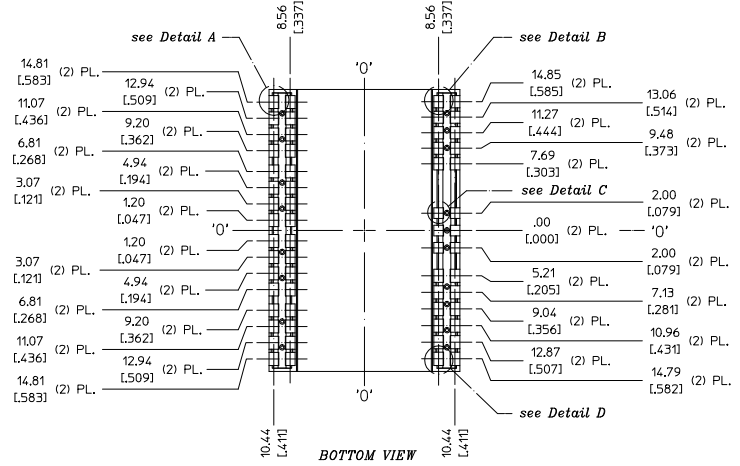 8.56
[.337]
8.56
[.337]
see Detail A
see Detail B
'O'
14.81
[.583] (2) PL.
12.94
[.509] (2) PL.
11.07
[.436] (2) PL.
9.20
[.362] (2) PL.
6.81
[.268] (2) PL.
4.94
[.194] (2) PL.
3.07
[.121] (2) PL.
1.20
[.047] (2) PL.
'O'
1.20
[.047] (2) PL.
3.07
[.121] (2) PL.
4.94
[.194] (2) PL.
6.81
[.268] (2) PL.
9.20
[.362] (2) PL.
11.07
[.436] (2) PL.
12.94
[.509] (2) PL.
14.81
[.583] (2) PL.
14.85
[.585] (2) PL.
13.06
[.514] (2) PL.
11.27
[.444] (2) PL.
9.48
[.373] (2) PL.
7.69
[.303] (2) PL.
see Detail C
2.00
[.079] (2) PL.
.00
[.000] (2) PL.
'O'
2.00
[.079] (2) PL.
5.21
[.205] (2) PL.
7.13
[.281] (2) PL.
9.04
[.356] (2) PL.
10.96
[.431] (2) PL.
12.87
[.507] (2) PL.
14.79
[.582] (2) PL.
'O'
see Detail D
10.44
[.411]
10.44
[.411]
BOTTOM VIEW